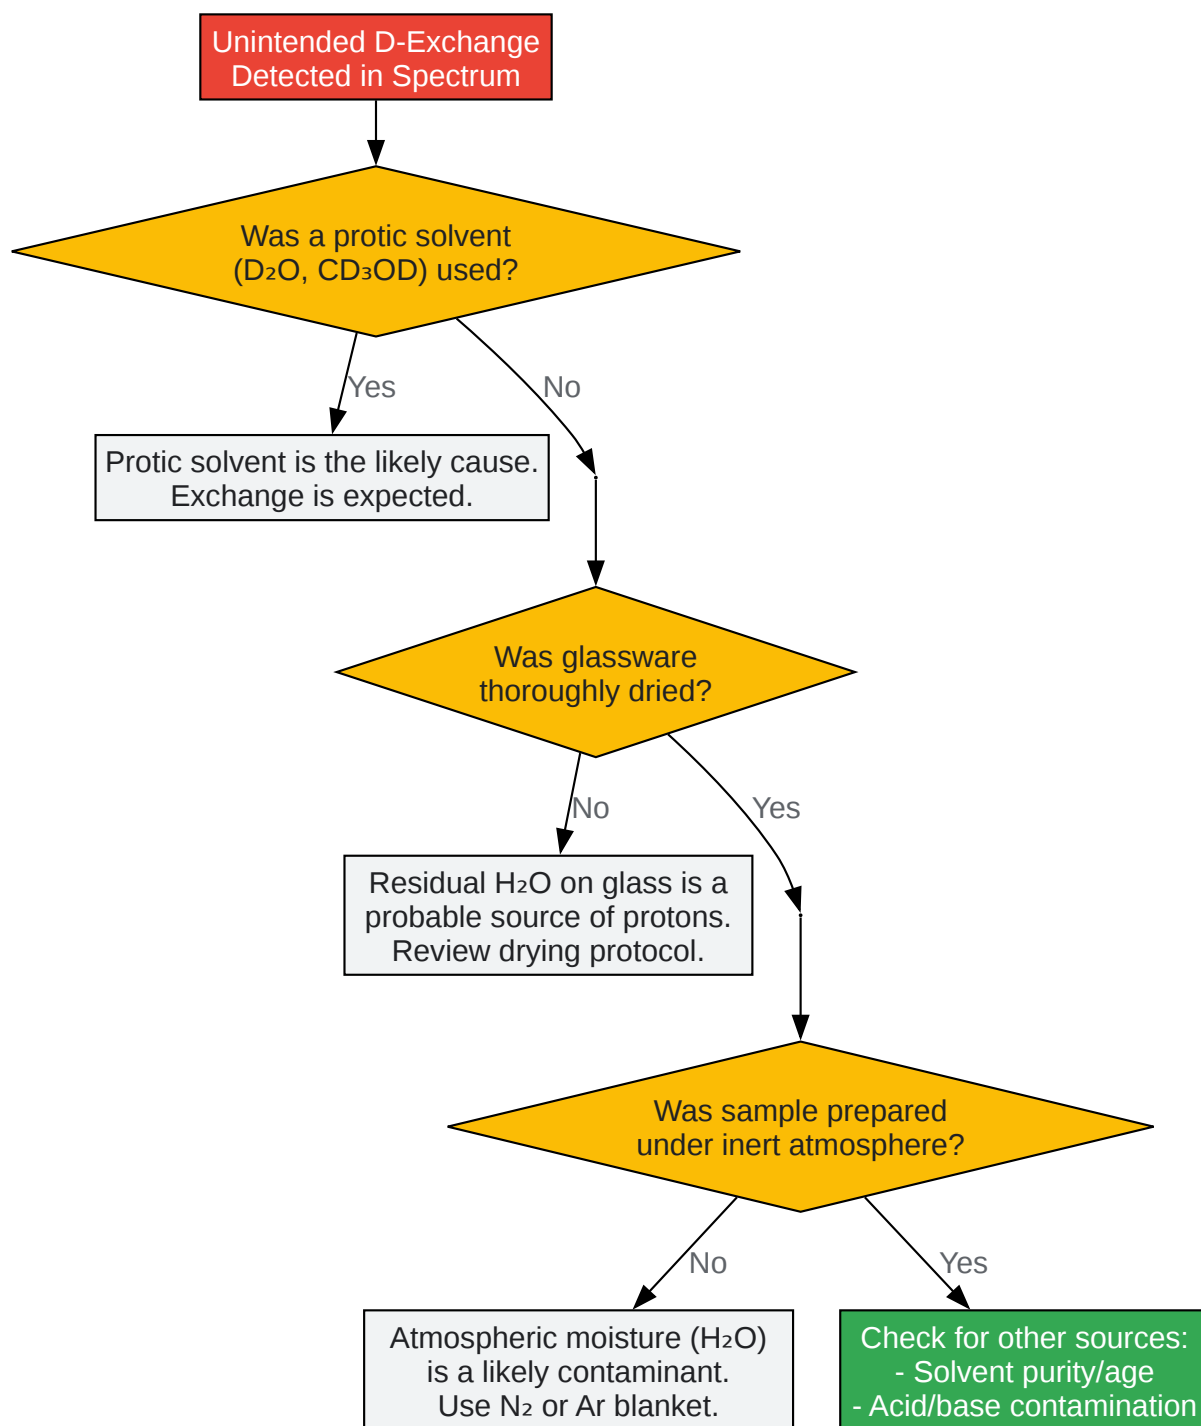 Unintended D-Exchange
Detected in Spectrum
Was a protic solvent
(D₂O, CD₃OD) used?
Yes
No
Protic solvent is the likely cause.
Exchange is expected.
Was glassware
thoroughly dried?
No
Yes
Residual H₂O on glass is a
probable source of protons.
Review drying protocol.
Was sample prepared
under inert atmosphere?
No
Yes
Atmospheric moisture (H₂O)
is a likely contaminant.
Use N₂ or Ar blanket.
Check for other sources:
- Solvent purity/age
- Acid/base contamination